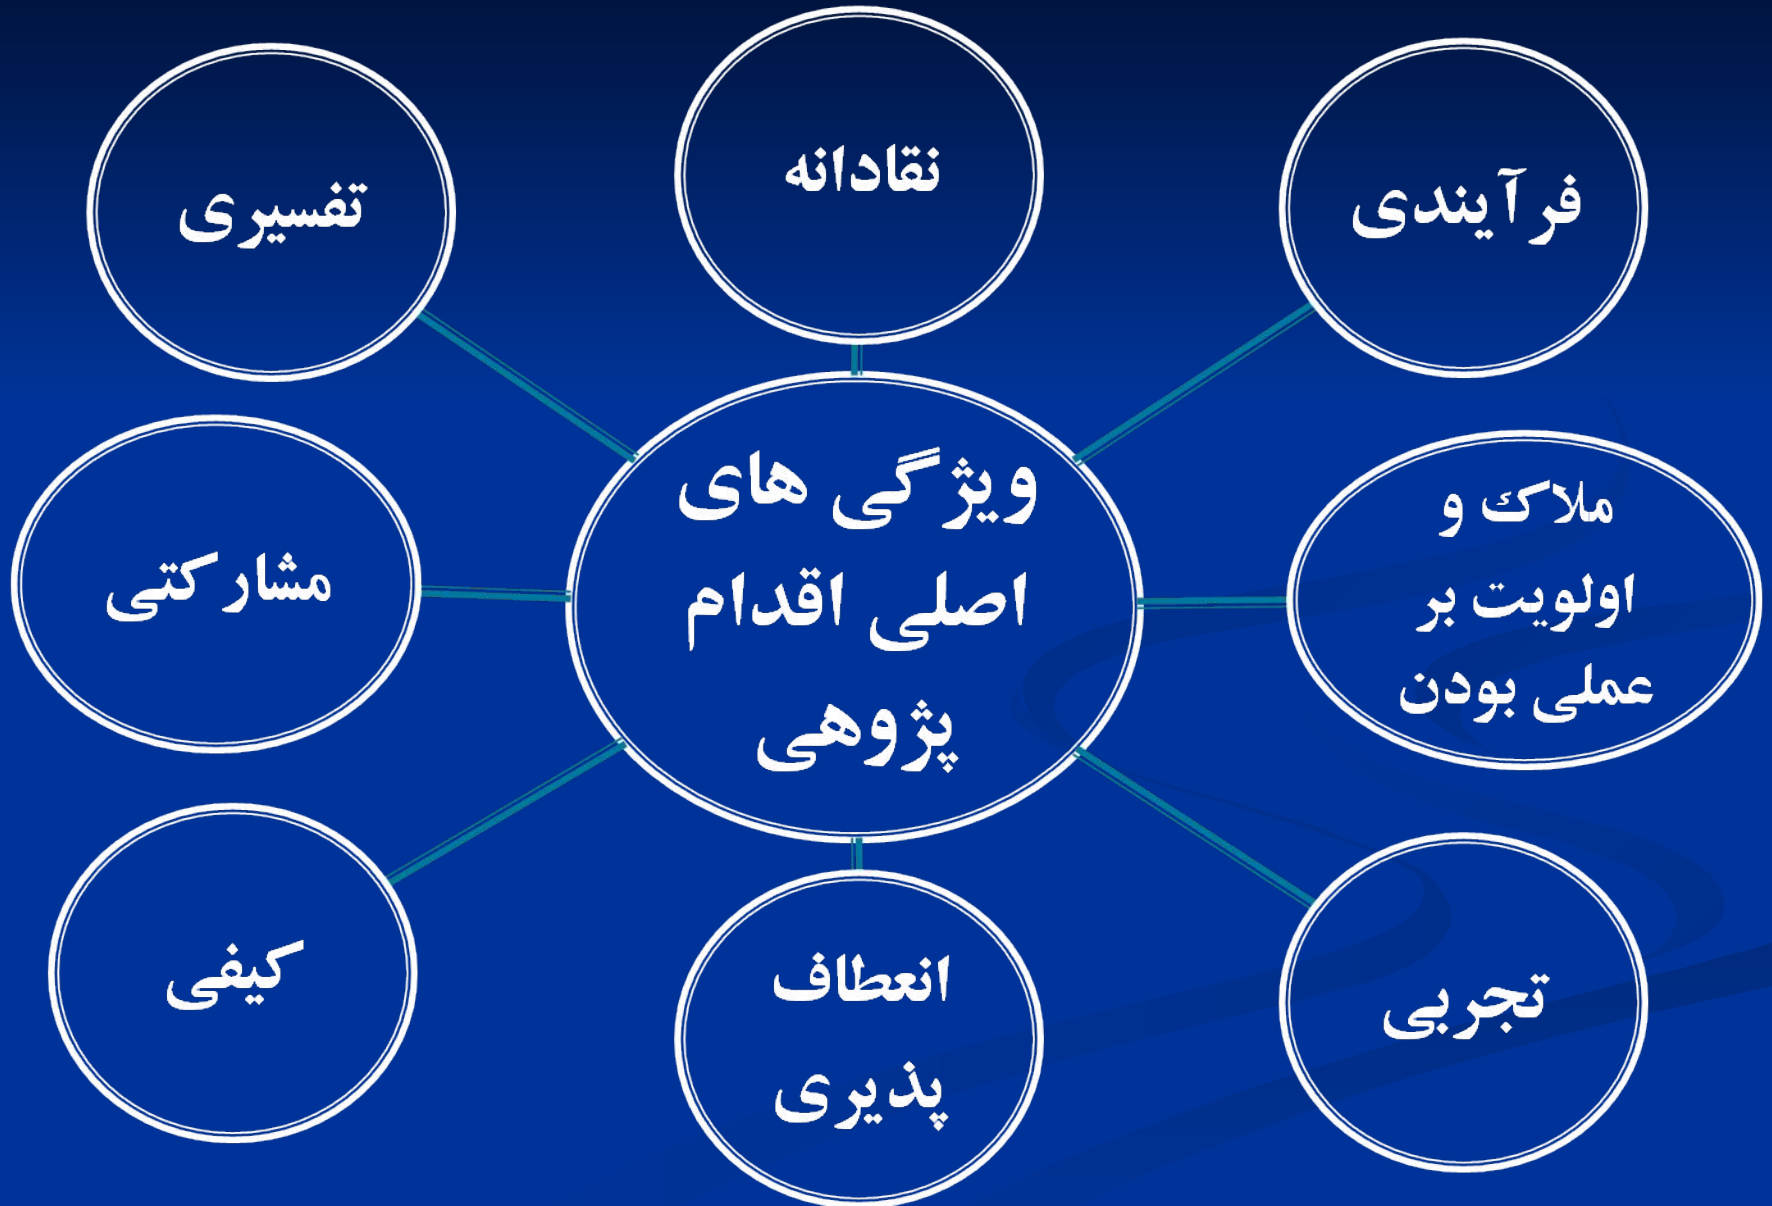 نقادانه
فرآیندی
تفسیری
ویژگی های
اصلی اقدام
پژوهی
ملاک و
اولویت بر
عملی بودن
مشارکتی
تجربی
انعطاف
پذیری
کیفی